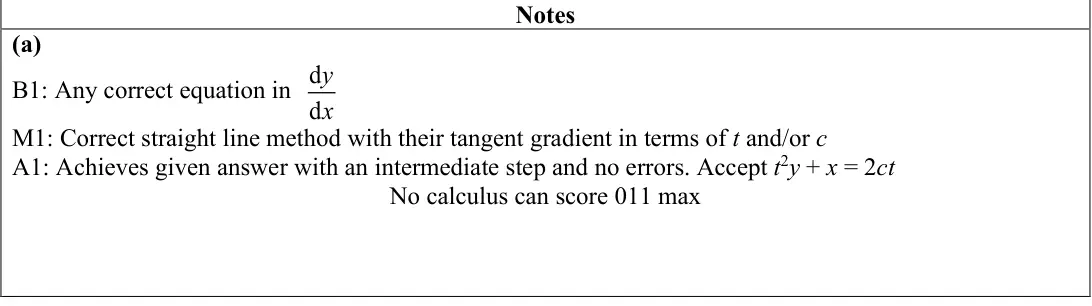 Notes
(a)
B1: Any correct equation in dy/dx
M1: Correct straight line method with their tangent gradient in terms of t and/or c
A1: Achieves given answer with an intermediate step and no errors. Accept t²y + x = 2ct
No calculus can score 011 max